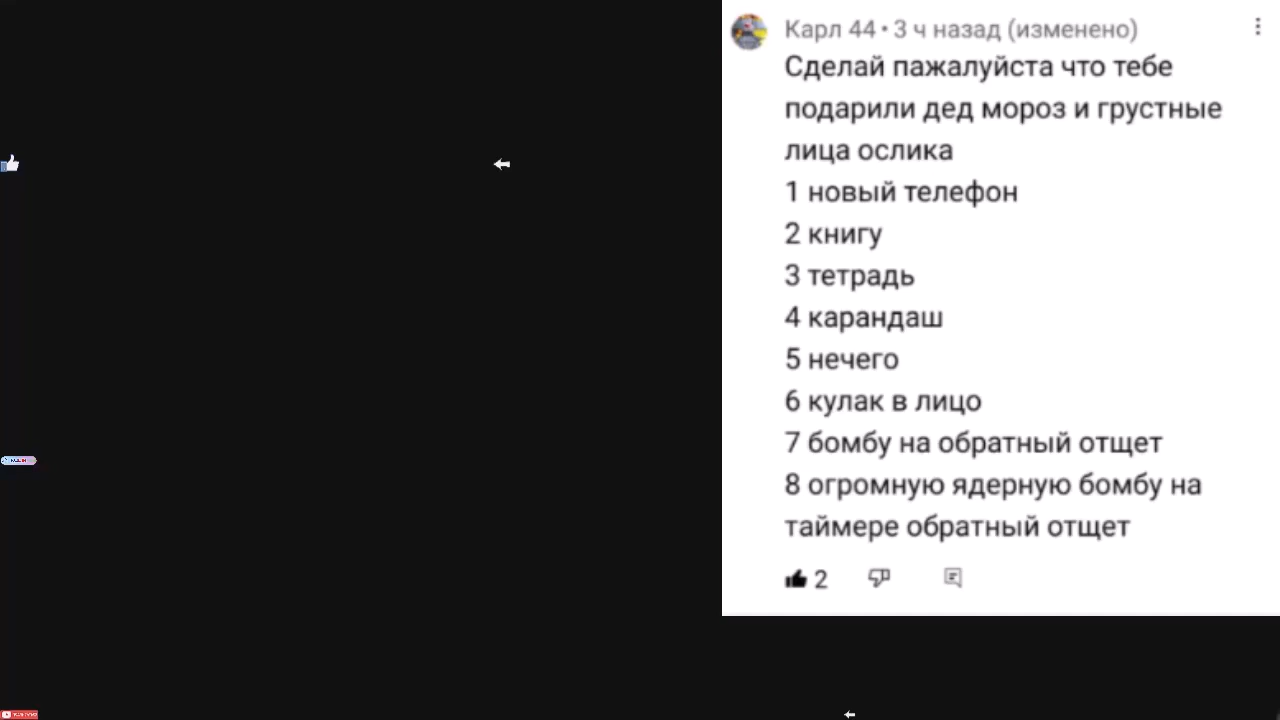 Карл 44 • 3 ч назад (изменено)
Сделай пажалуйста что тебе
подарили дед мороз и грустные
лица ослика
1 новый телефон
2 книгу
3 тетрадь
4 карандаш
5 нечего
6 кулак в лицо
7 бомбу на обратный отщет
8 огромную ядерную бомбу на
таймере обратный отщет
2